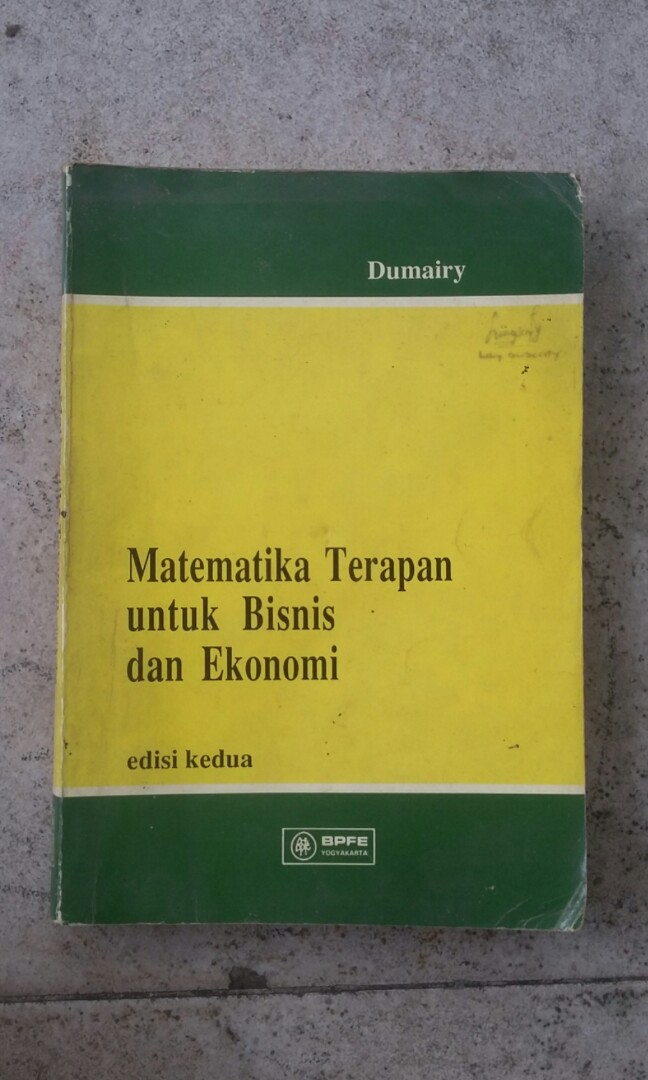 Dumairy
Matematika Terapan
untuk Bisnis
dan Ekonomi
edisi kedua
BPFE
YOGYAKARTA